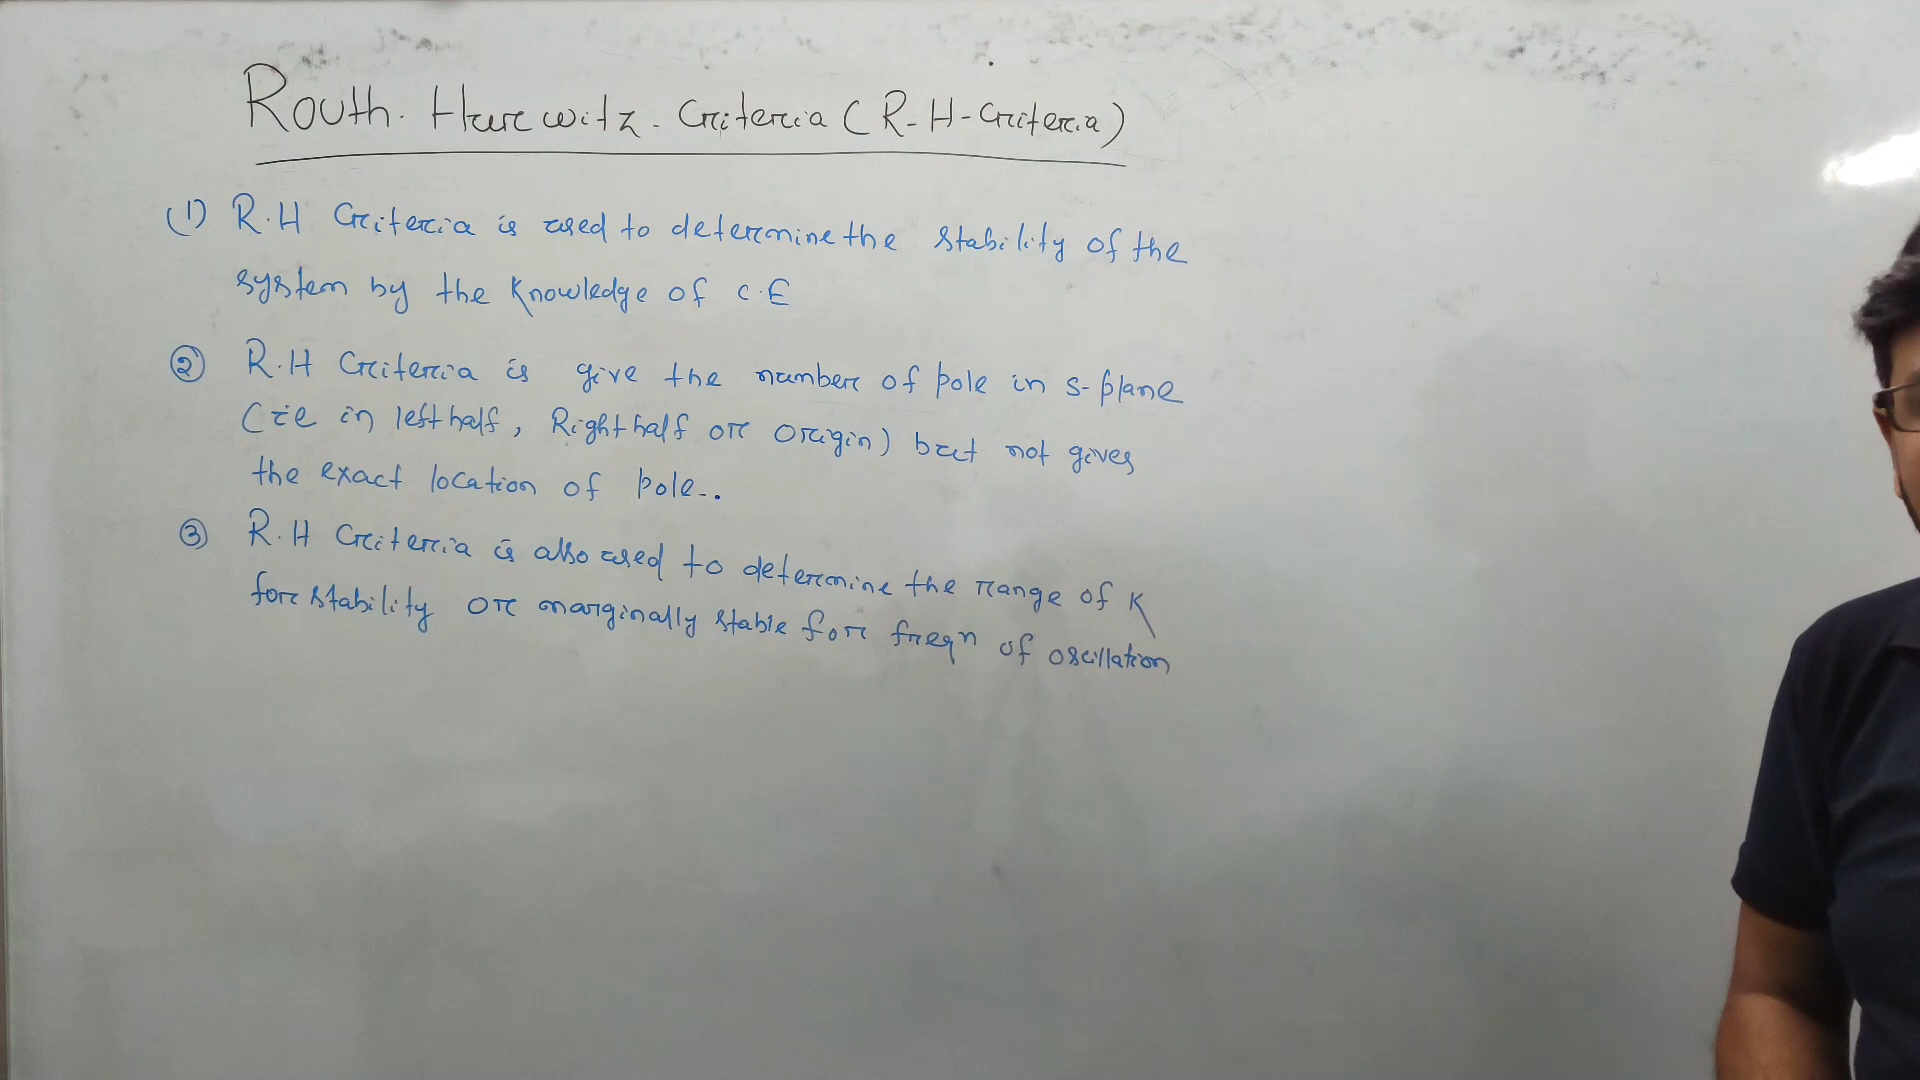 Routh. Hurwitz. Criteria (R-H-Criteria)
(1) R.H Criteria is used to determine the stability of the
system by the Knowledge of C.E
② R.H Criteria is give the number of pole in s-plane
(ie in left half, Right half or origin) but not gives
the exact location of pole..
③ R.H Criteria is also used to determine the range of K
for stability or marginally stable for freqn of oscillation